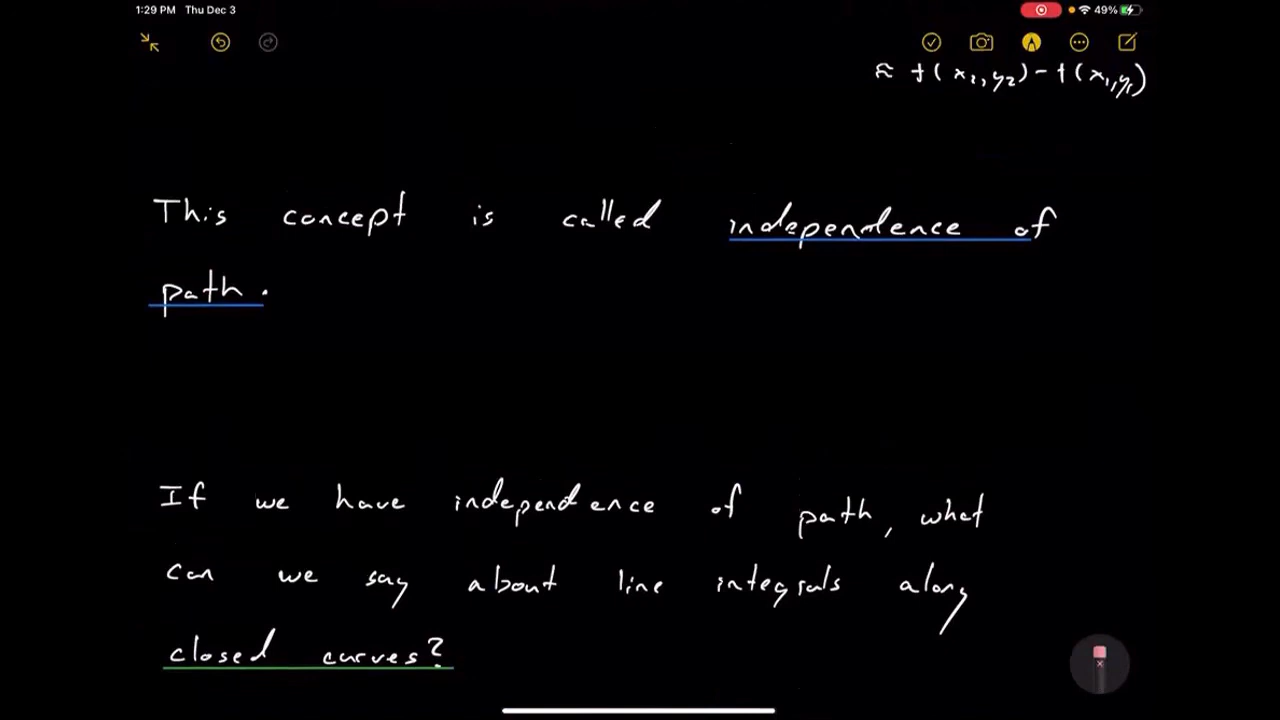 1:29 PM Thu Dec 3
49%
≈ f(x₂,y₂) - f(x₁,y₁)
This concept is called independence of
path.
If we have independence of path, what
can we say about line integrals along
closed curves?